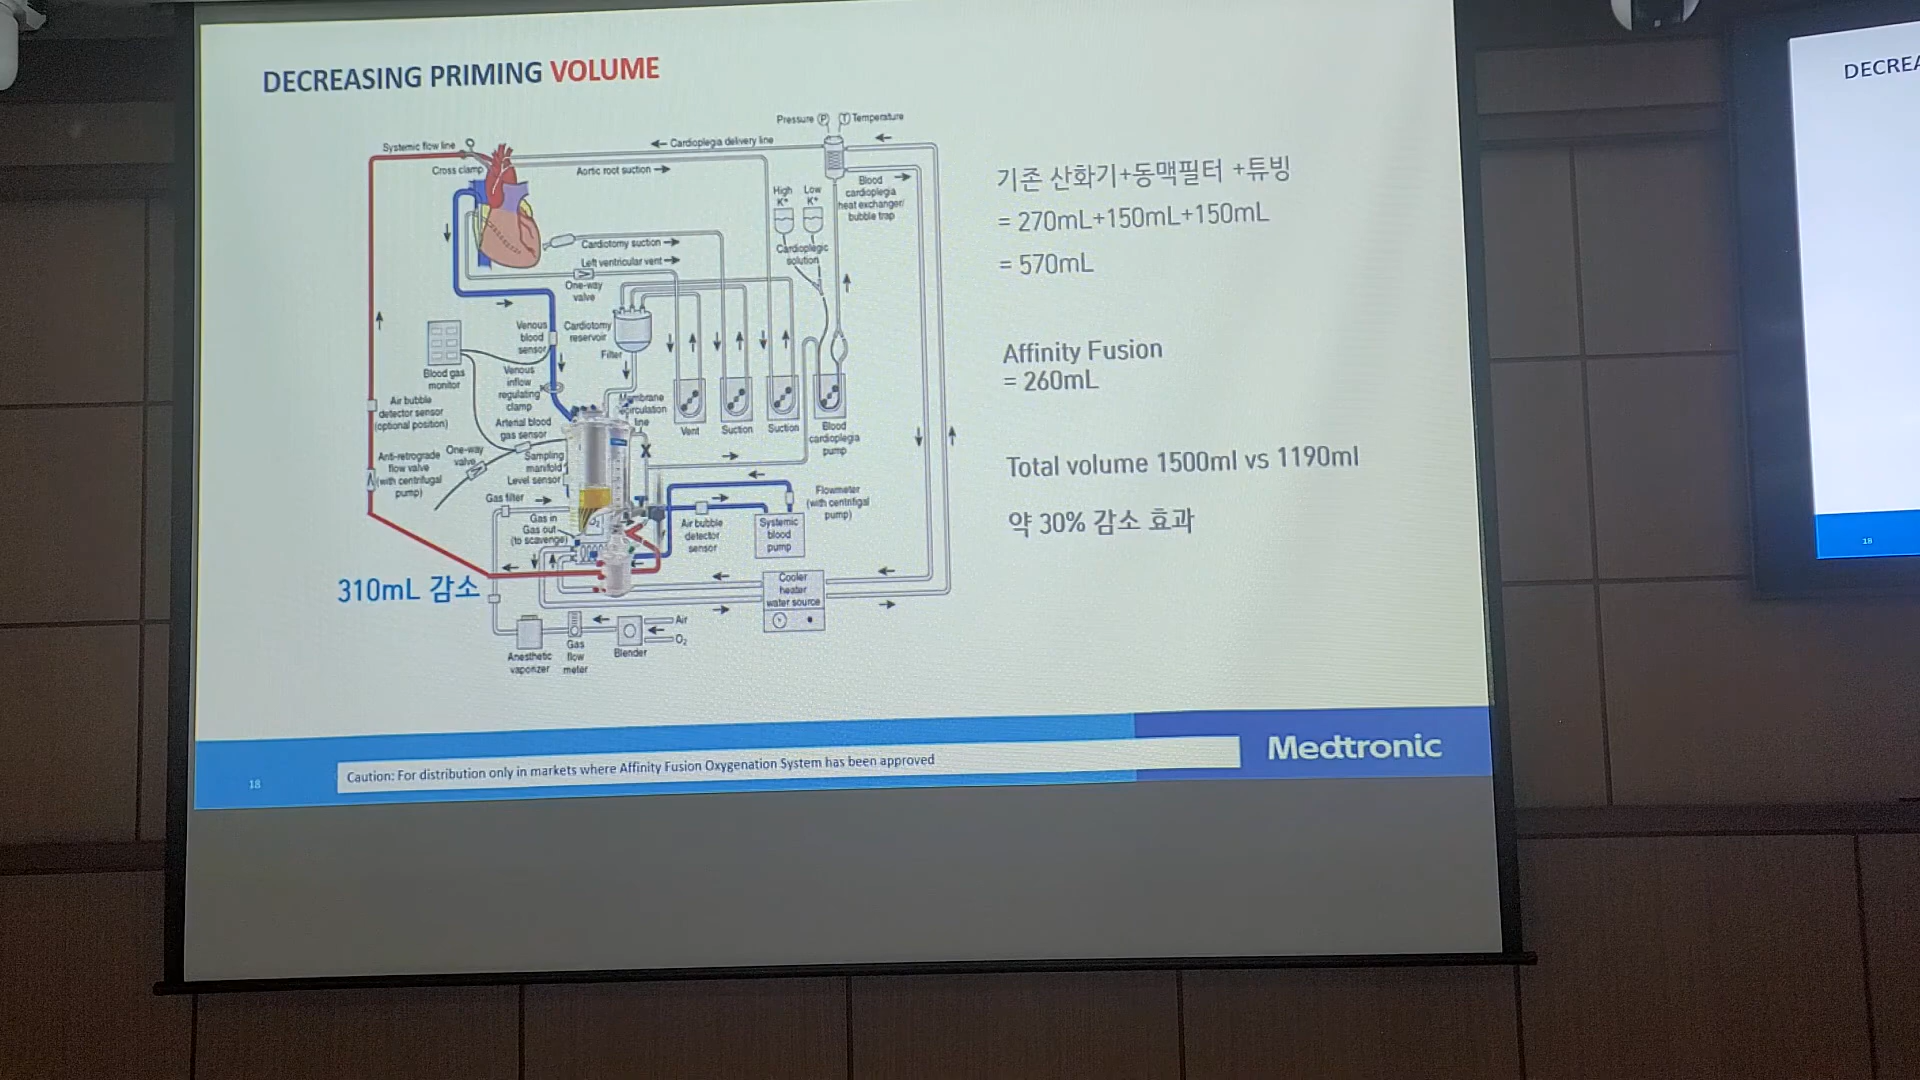 DECREASING PRIMING VOLUME
Pressure (P) (T) Temperature
Systemic flow line
Cardioplegia delivery line
Cross clamp
Aortic root suction
High K+
Low K+
Blood cardioplegia heat exchanger/ bubble trap
Cardiotomy suction
Left ventricular vent
Cardioplegic solution
One-way valve
Venous blood sensor
Cardiotomy reservoir
Filter
Blood gas monitor
Venous inflow regulating clamp
Air bubble detector sensor (optional position)
Arterial blood gas sensor
Membrane recirculation line
Vent
Suction
Suction
Blood cardioplegia pump
Anti-retrograde flow valve (with centrifugal pump)
One-way valve
Sampling manifold
Level sensor
Gas filter
Gas in
Gas out (to scavenge)
Air bubble detector sensor
Systemic blood pump
Flowmeter (with centrifugal pump)
Cooler heater water source
310mL 감소
Anesthetic vaporizer
Gas flow meter
Blender
Air
O2
기존 산화기+동맥필터 +튜빙
= 270mL+150mL+150mL
= 570mL
Affinity Fusion
= 260mL
Total volume 1500ml vs 1190ml
약 30% 감소 효과
18
Caution: For distribution only in markets where Affinity Fusion Oxygenation System has been approved
Medtronic
DECREA
18